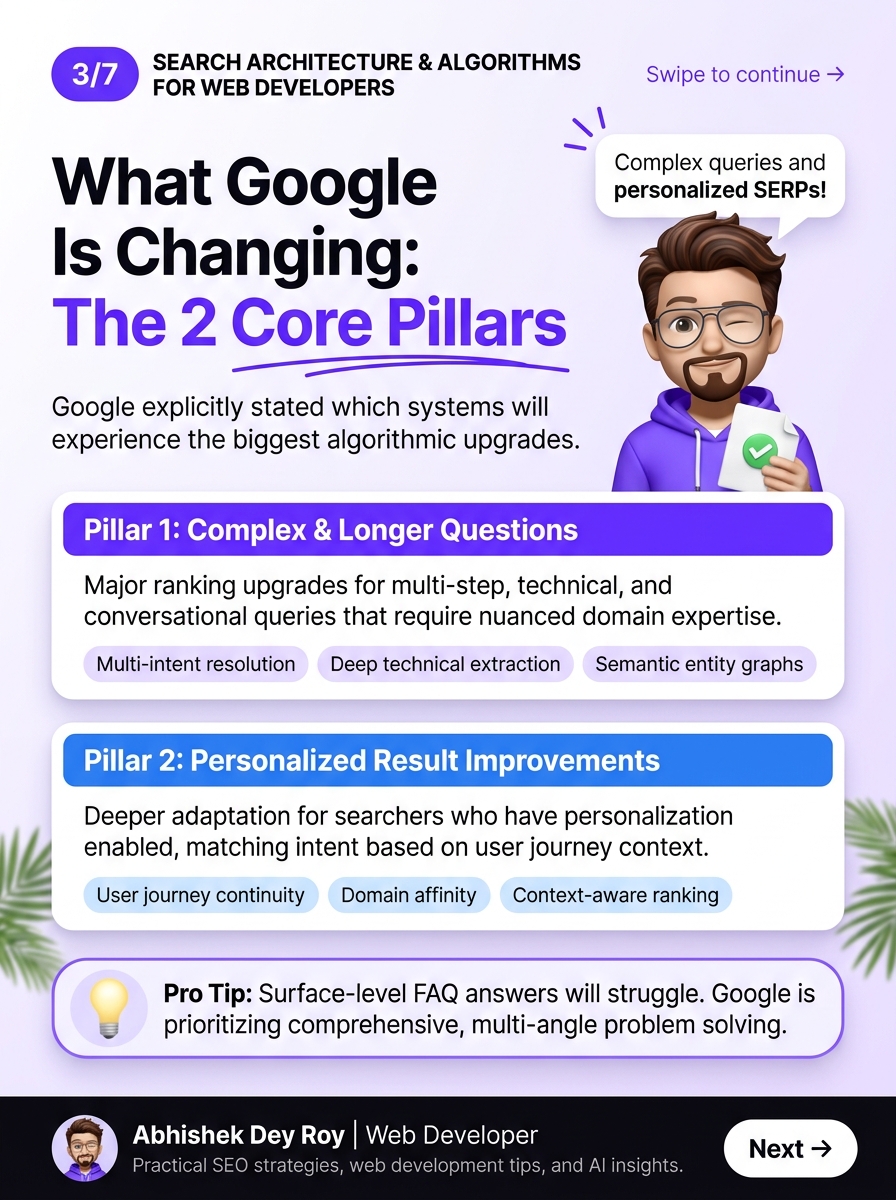 3/7
SEARCH ARCHITECTURE & ALGORITHMS
FOR WEB DEVELOPERS
Swipe to continue →
Complex queries and
personalized SERPs!
What Google
Is Changing:
The 2 Core Pillars
Google explicitly stated which systems will
experience the biggest algorithmic upgrades.
Pillar 1: Complex & Longer Questions
Major ranking upgrades for multi-step, technical, and
conversational queries that require nuanced domain expertise.
Multi-intent resolution
Deep technical extraction
Semantic entity graphs
Pillar 2: Personalized Result Improvements
Deeper adaptation for searchers who have personalization
enabled, matching intent based on user journey context.
User journey continuity
Domain affinity
Context-aware ranking
Pro Tip: Surface-level FAQ answers will struggle. Google is
prioritizing comprehensive, multi-angle problem solving.
Abhishek Dey Roy | Web Developer
Practical SEO strategies, web development tips, and AI insights.
Next →